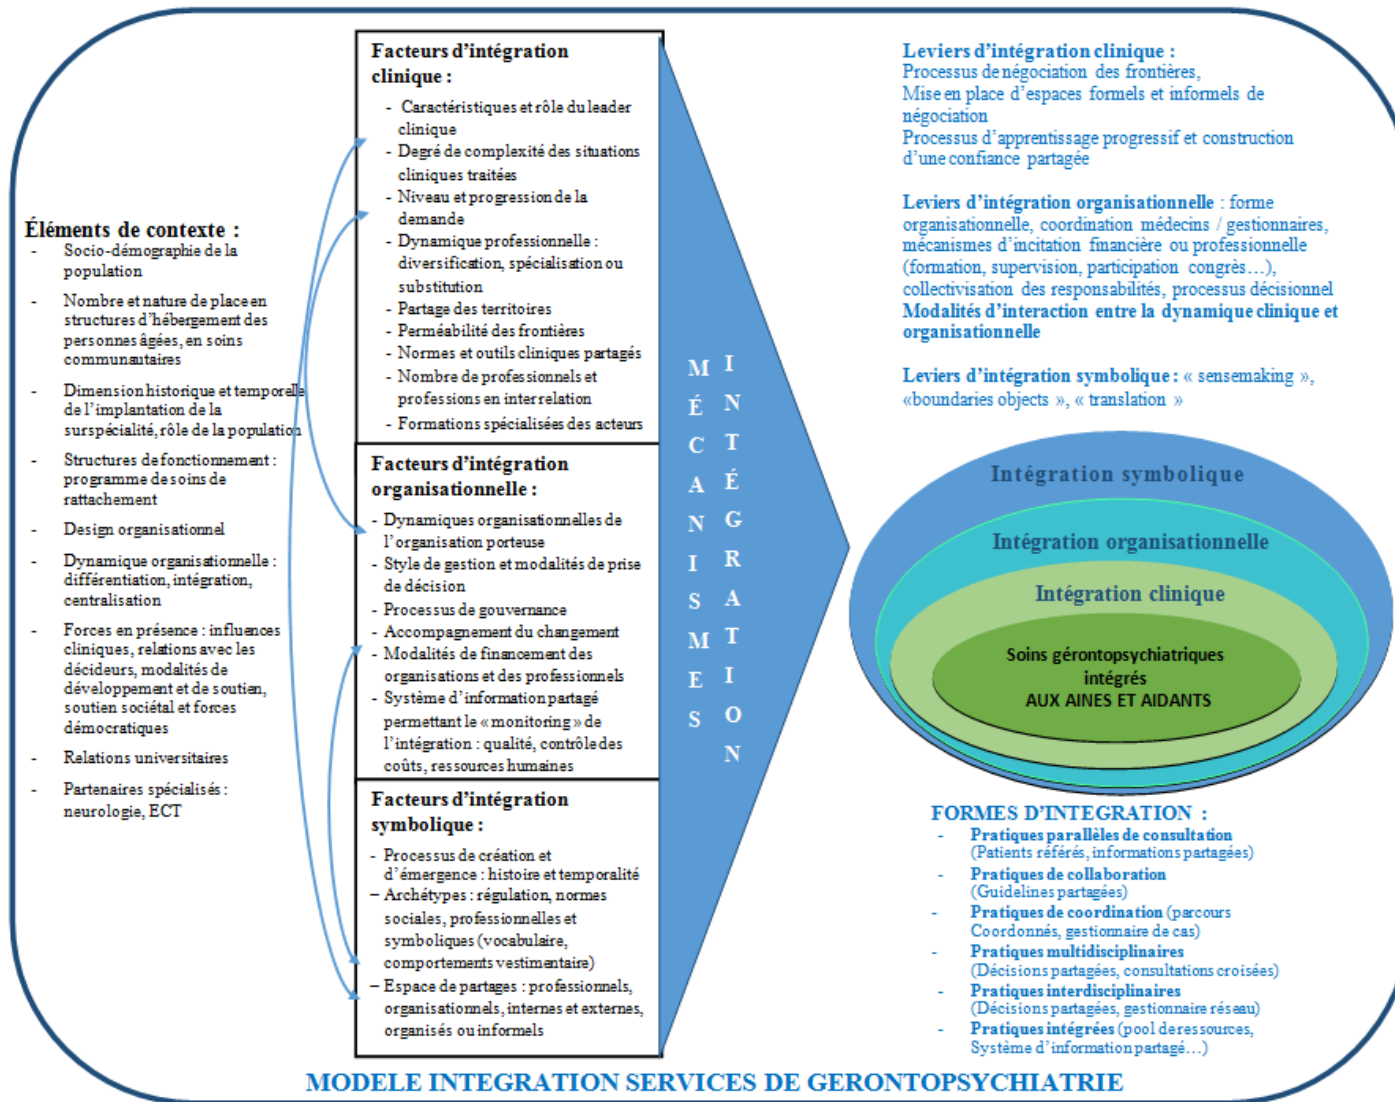 Éléments de contexte :
- Socio-démographie de la
population
- Nombre et nature de place en
structures d'hébergement des
personnes âgées, en soins
communautaires
- Dimension historique et temporelle
de l'implantation de la
surspécialité, rôle de la population
- Structures de fonctionnement :
programme de soins de
rattachement
- Design organisationnel
- Dynamique organisationnelle :
différentiation, intégration,
centralisation
- Forces en présence : influences
cliniques, relations avec les
décideurs, modalités de
développement et de soutien,
soutien sociétal et forces
démocratiques
- Relations universitaires
- Partenaires spécialisés :
neurologie, ECT
Facteurs d'intégration
clinique :
- Caractéristiques et rôle du leader
clinique
- Degré de complexité des situations
cliniques traitées
- Niveau et progression de la
demande
- Dynamique professionnelle :
diversification, spécialisation ou
substitution
- Partage des territoires
- Perméabilité des frontières
- Normes et outils cliniques partagés
- Nombre de professionnels et
professions en interrelation
- Formations spécialisées des acteurs
Facteurs d'intégration
organisationnelle :
- Dynamiques organisationnelles de
l'organisation porteuse
- Style de gestion et modalités de prise
de décision
- Processus de gouvernance
- Accompagnement du changement
- Modalités de financement des
organisations et des professionnels
- Système d'information partagé
permettant le « monitoring » de
l'intégration : qualité, contrôle des
coûts, ressources humaines
Facteurs d'intégration
symbolique :
- Processus de création et
d'émergence : histoire et temporalité
– Archétypes : régulation, normes
sociales, professionnelles et
symboliques (vocabulaire,
comportements vestimentaire)
– Espace de partages : professionnels,
organisationnels, internes et externes,
organisés ou informels
MÉCANISMES
INTÉGRATION
Leviers d'intégration clinique :
Processus de négociation des frontières,
Mise en place d'espaces formels et informels de
négociation
Processus d'apprentissage progressif et construction
d'une confiance partagée
Leviers d'intégration organisationnelle : forme
organisationnelle, coordination médecins / gestionnaires,
mécanismes d'incitation financière ou professionnelle
(formation, supervision, participation congrès…),
collectivisation des responsabilités, processus décisionnel
Modalités d'interaction entre la dynamique clinique et
organisationnelle
Leviers d'intégration symbolique : « sensemaking »,
«boundaries objects », « translation »
Intégration symbolique
Intégration organisationnelle
Intégration clinique
Soins gérontopsychiatriques
intégrés
AUX AINES ET AIDANTS
FORMES D'INTEGRATION :
- Pratiques parallèles de consultation
(Patients référés, informations partagées)
- Pratiques de collaboration
(Guidelines partagées)
- Pratiques de coordination (parcours
Coordonnés, gestionnaire de cas)
- Pratiques multidisciplinaires
(Décisions partagées, consultations croisées)
- Pratiques interdisciplinaires
(Décisions partagées, gestionnaire réseau)
- Pratiques intégrées (pool de ressources,
Système d'information partagé…)
MODELE INTEGRATION SERVICES DE GERONTOPSYCHIATRIE